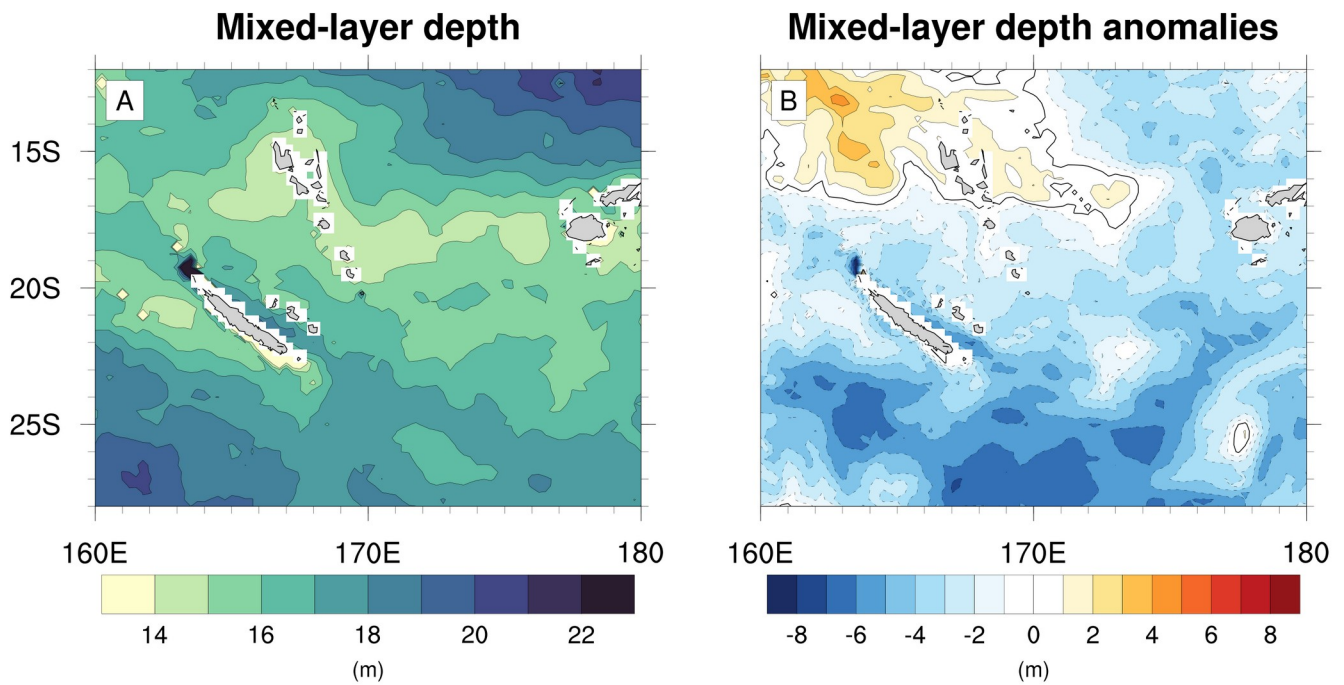 Mixed-layer depth
Mixed-layer depth anomalies
A
B
15S
20S
25S
160E 170E 180
160E 170E 180
14 16 18 20 22
-8 -6 -4 -2 0 2 4 6 8
(m)
(m)